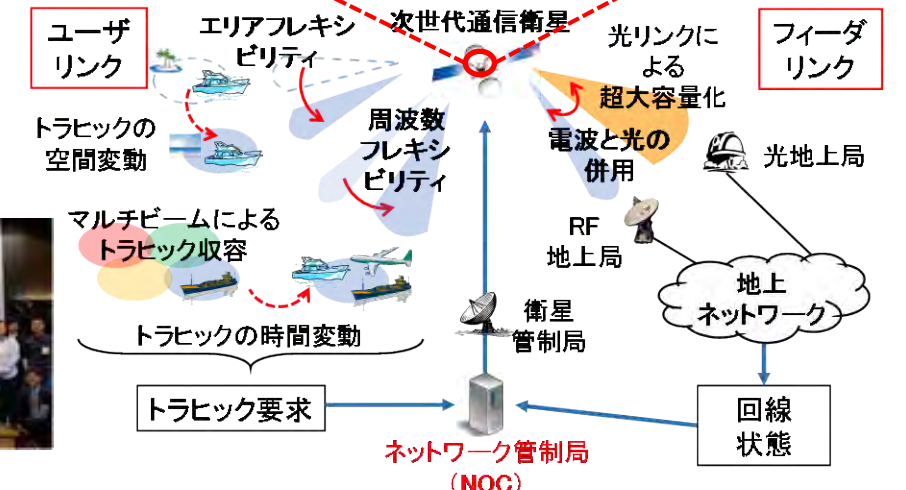 ユーザ
リンク
エリアフレキシ
ビリティ
次世代通信衛星
光リンクに
よる
超大容量化
フィーダ
リンク
トラヒックの
空間変動
周波数
フレキシ
ビリティ
電波と光の
併用
光地上局
マルチビームによる
トラヒック収容
RF
地上局
地上
ネットワーク
衛星
管制局
トラヒックの時間変動
トラヒック要求
回線
状態
ネットワーク管制局
（NOC）